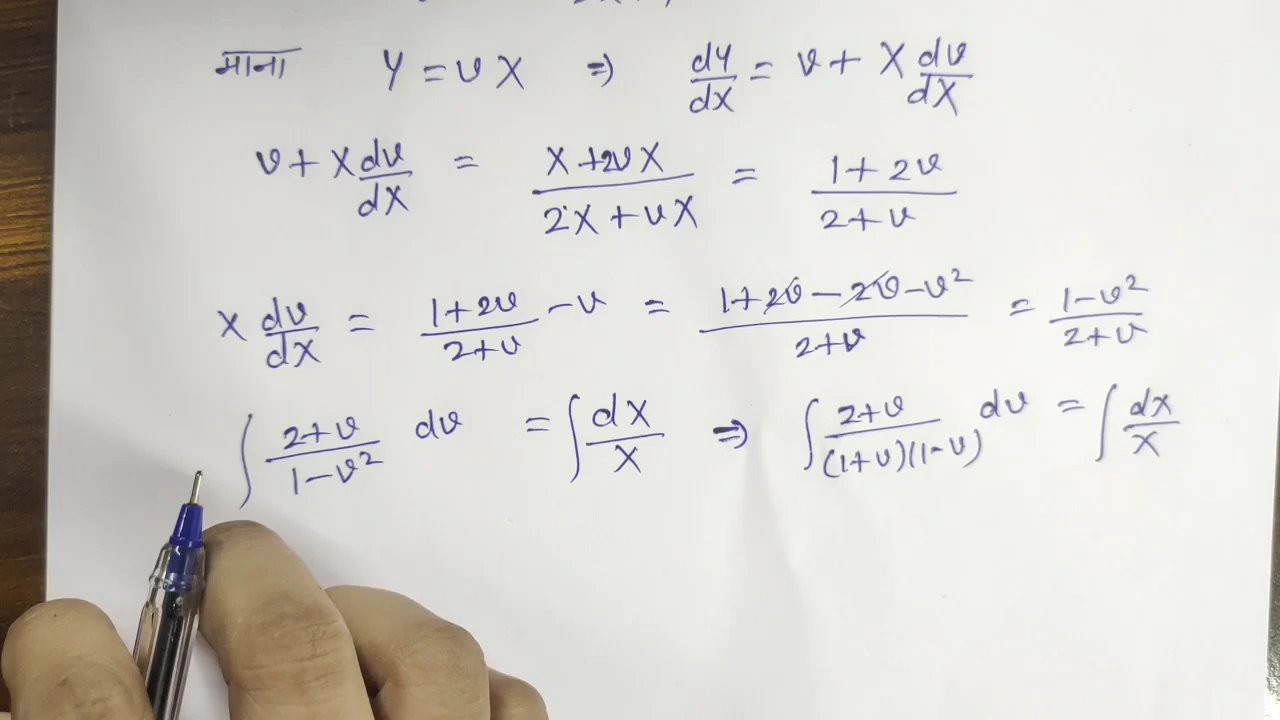 माना Y = vX ⇒ dY/dX = v + X dv/dX
v + X dv/dX = (X + 2vX)/(2X + vX) = (1 + 2v)/(2 + v)
X dv/dX = (1 + 2v)/(2 + v) - v = (1 + 2v - 2v - v²)/(2 + v) = (1 - v²)/(2 + v)
∫ (2 + v)/(1 - v²) dv = ∫ dX/X ⇒ ∫ (2 + v)/((1 + v)(1 - v)) dv = ∫ dX/X